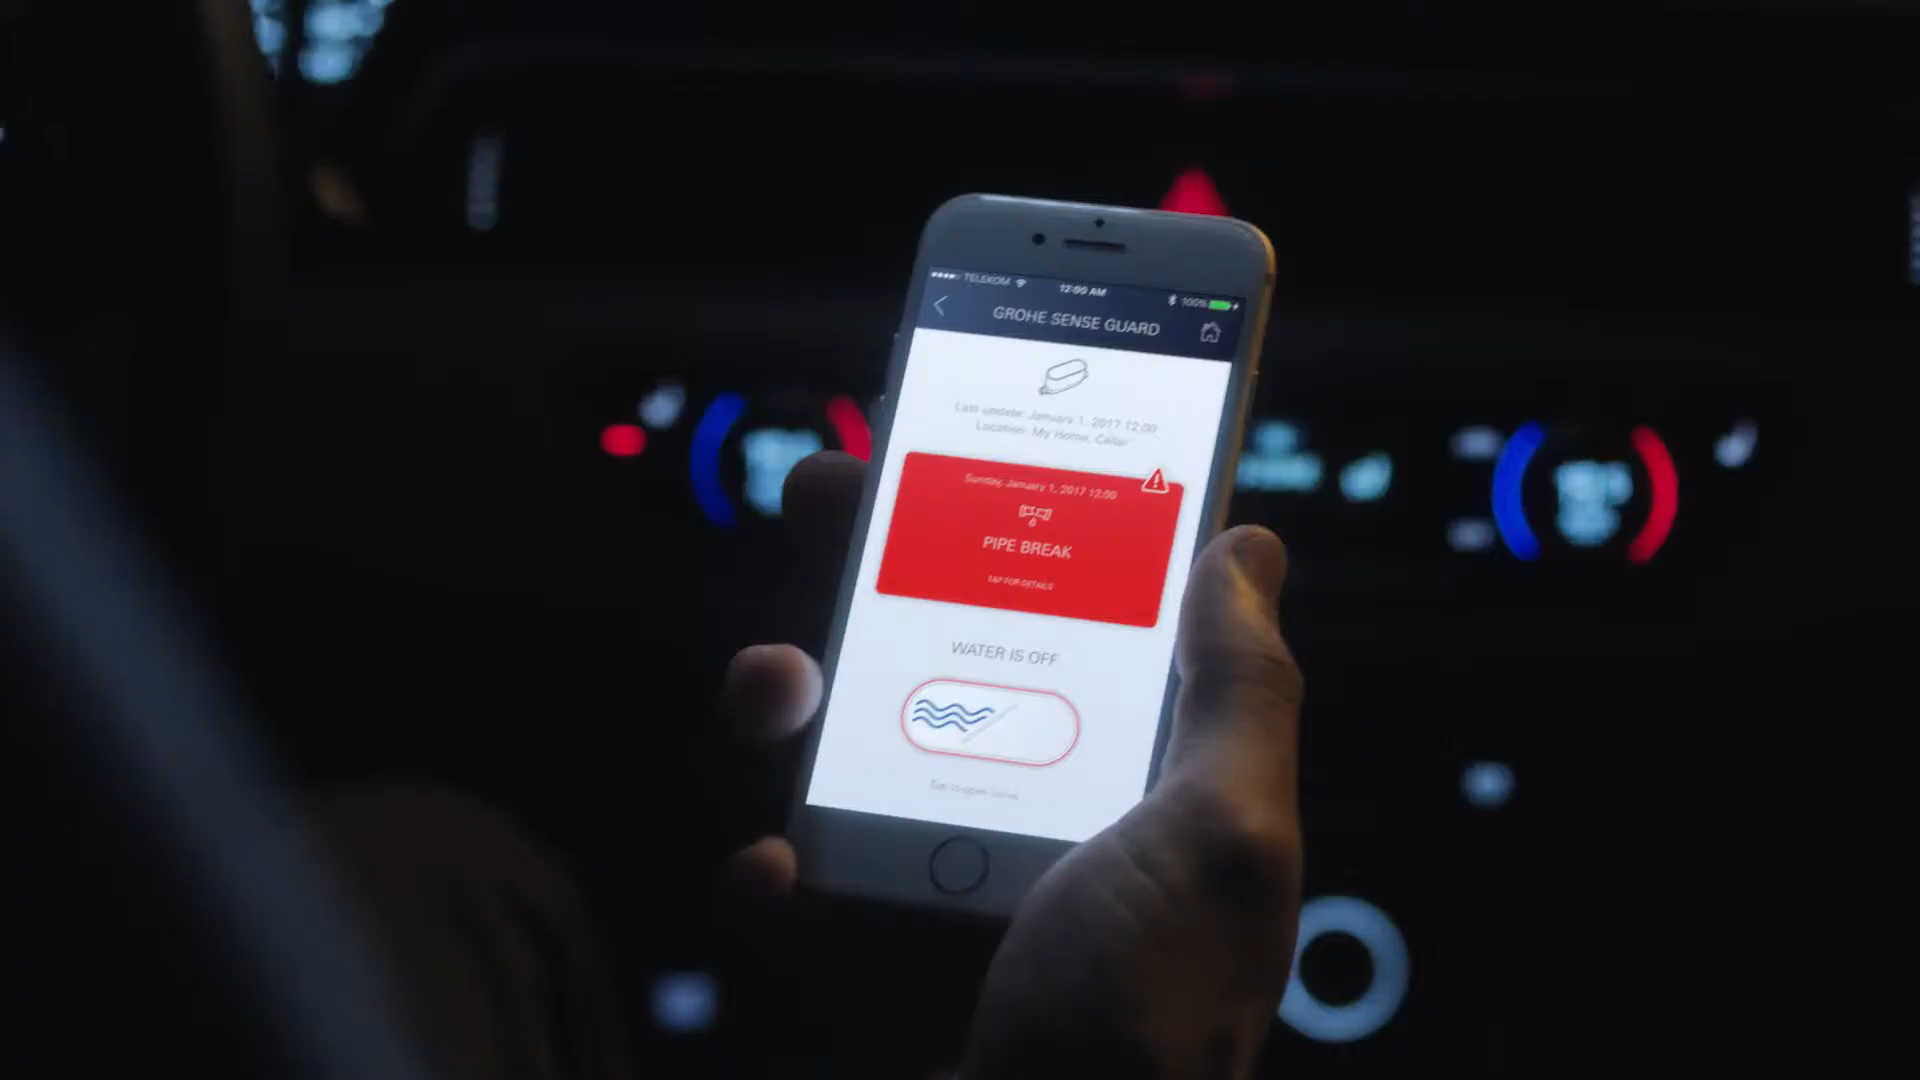 TELEKOM
12:00 AM
100%
GROHE SENSE GUARD
Last update: January 1, 2017 12:00
Location: My Home, Cellar
Sunday, January 1, 2017 12:00
PIPE BREAK
TAP FOR DETAILS
WATER IS OFF